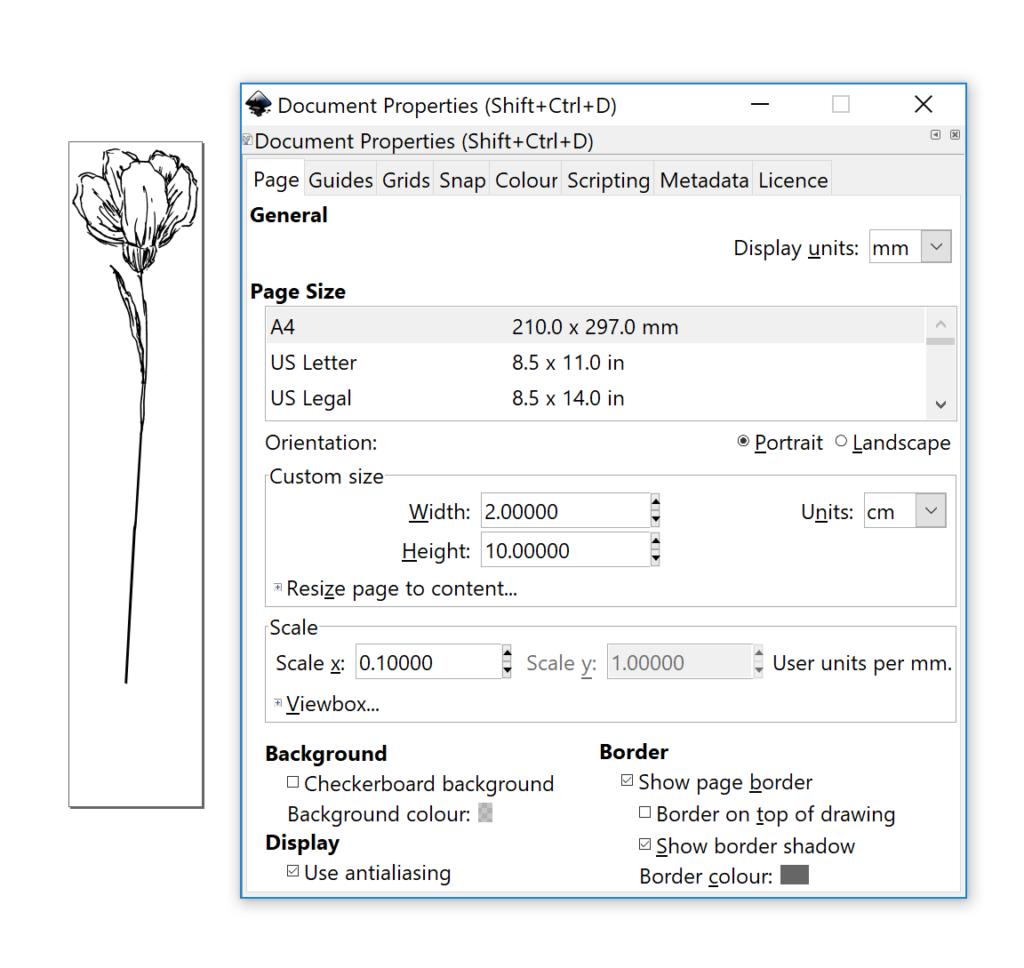 Document Properties (Shift+Ctrl+D)
Document Properties (Shift+Ctrl+D)
Page Guides Grids Snap Colour Scripting Metadata Licence
General
Display units: mm
Page Size
A4 210.0 x 297.0 mm
US Letter 8.5 x 11.0 in
US Legal 8.5 x 14.0 in
Orientation: Portrait Landscape
Custom size
Width: 2.00000 Units: cm
Height: 10.00000
Resize page to content...
Scale
Scale x: 0.10000 Scale y: 1.00000 User units per mm.
Viewbox...
Background
Checkerboard background
Background colour:
Display
Use antialiasing
Border
Show page border
Border on top of drawing
Show border shadow
Border colour: